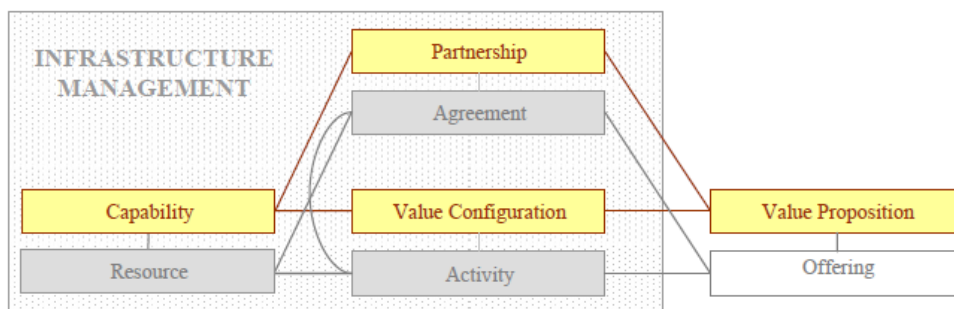 INFRASTRUCTURE
MANAGEMENT
Partnership
Agreement
Capability
Value Configuration
Value Proposition
Resource
Activity
Offering